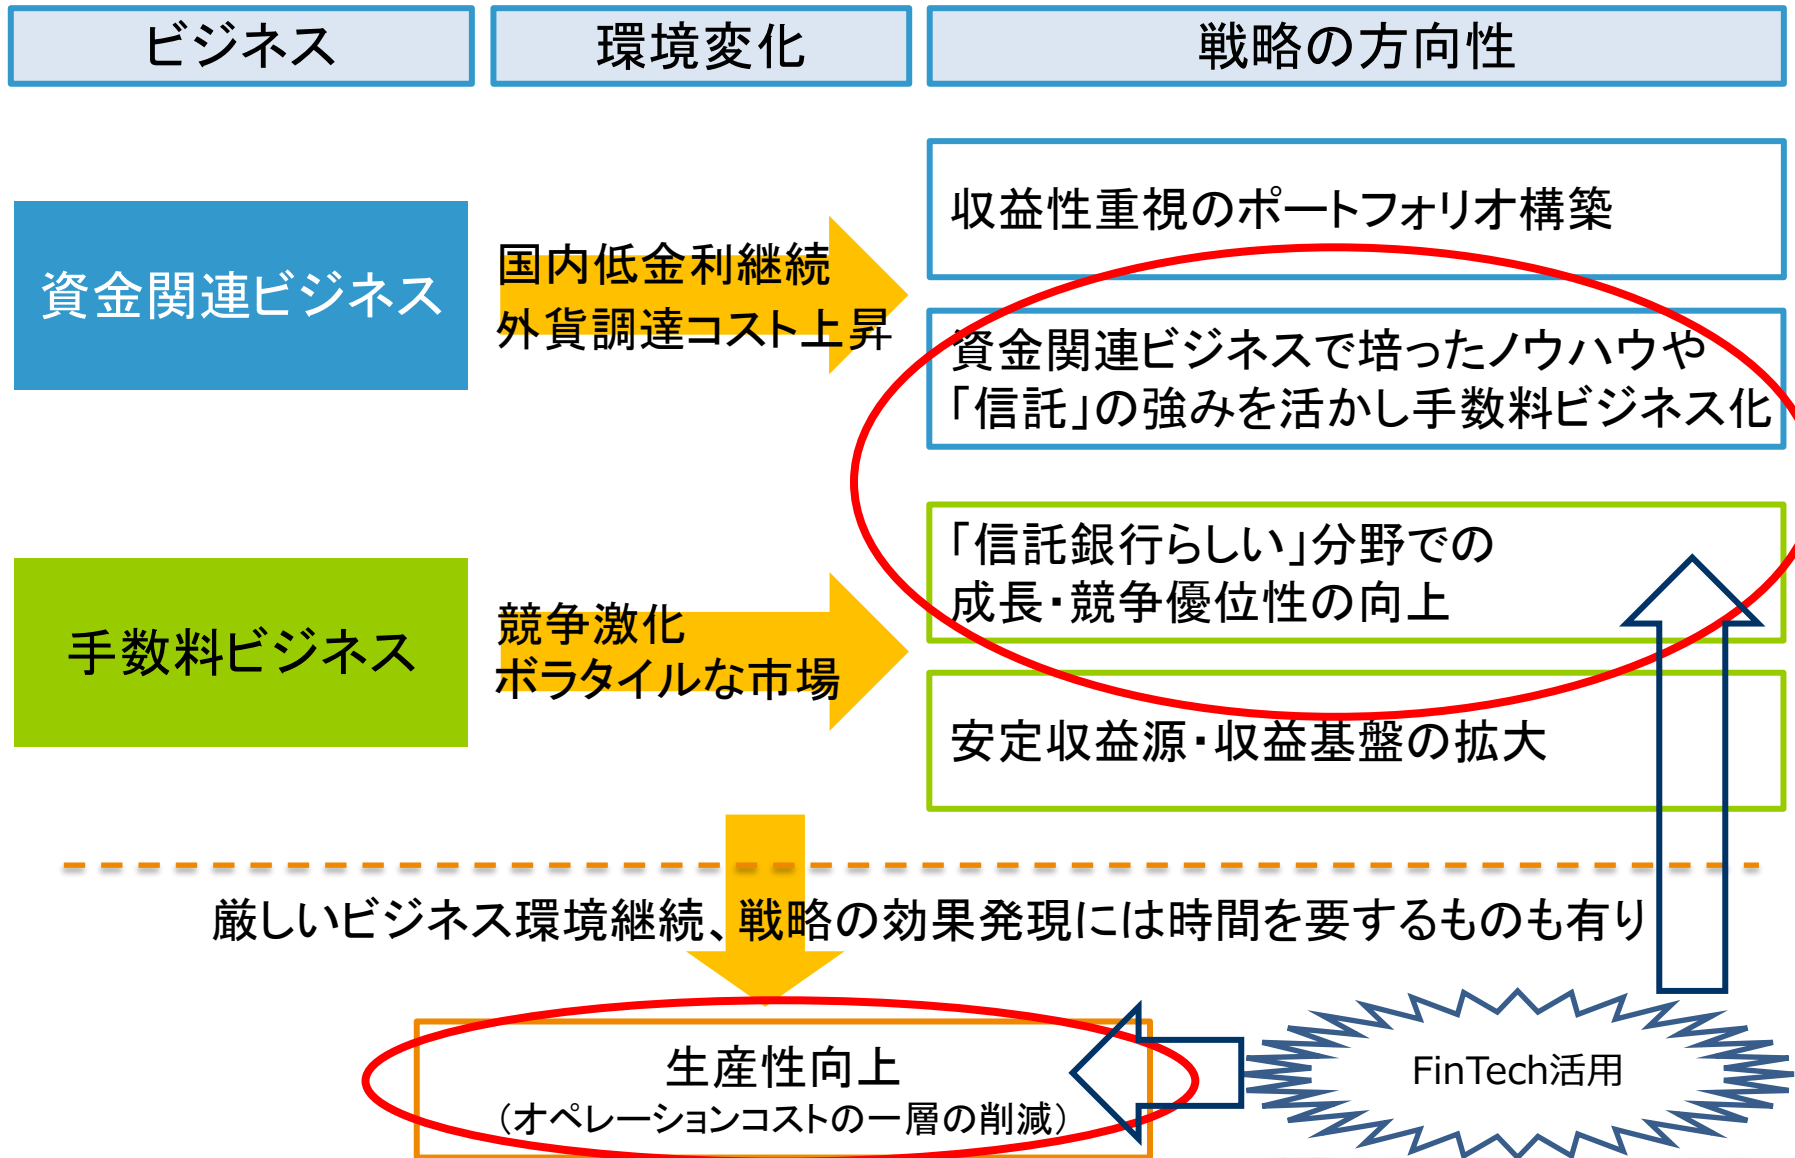 ビジネス
環境変化
戦略の方向性
資金関連ビジネス
国内低金利継続
外貨調達コスト上昇
収益性重視のポートフォリオ構築
資金関連ビジネスで培ったノウハウや
「信託」の強みを活かし手数料ビジネス化
手数料ビジネス
競争激化
ボラタイルな市場
「信託銀行らしい」分野での
成長・競争優位性の向上
安定収益源・収益基盤の拡大
厳しいビジネス環境継続、戦略の効果発現には時間を要するものも有り
生産性向上
（オペレーションコストの一層の削減）
FinTech活用